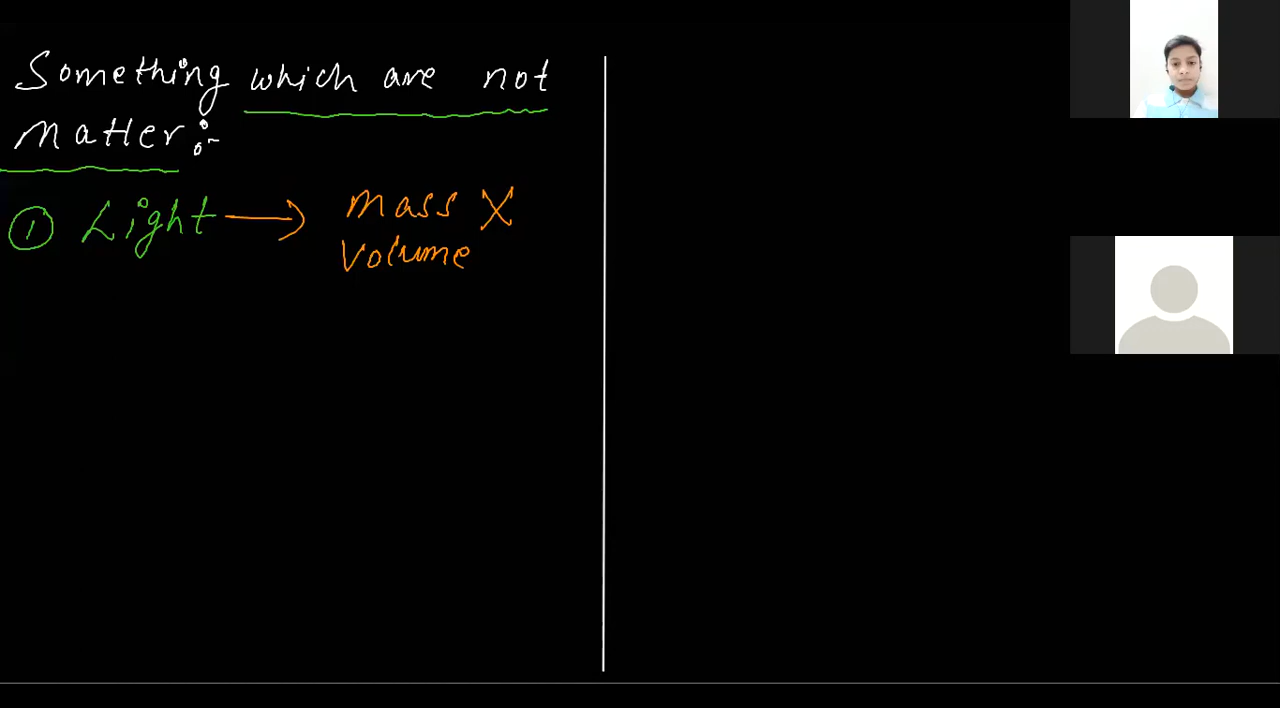 Something which are not
Matter :-
① Light → Mass X
Volume